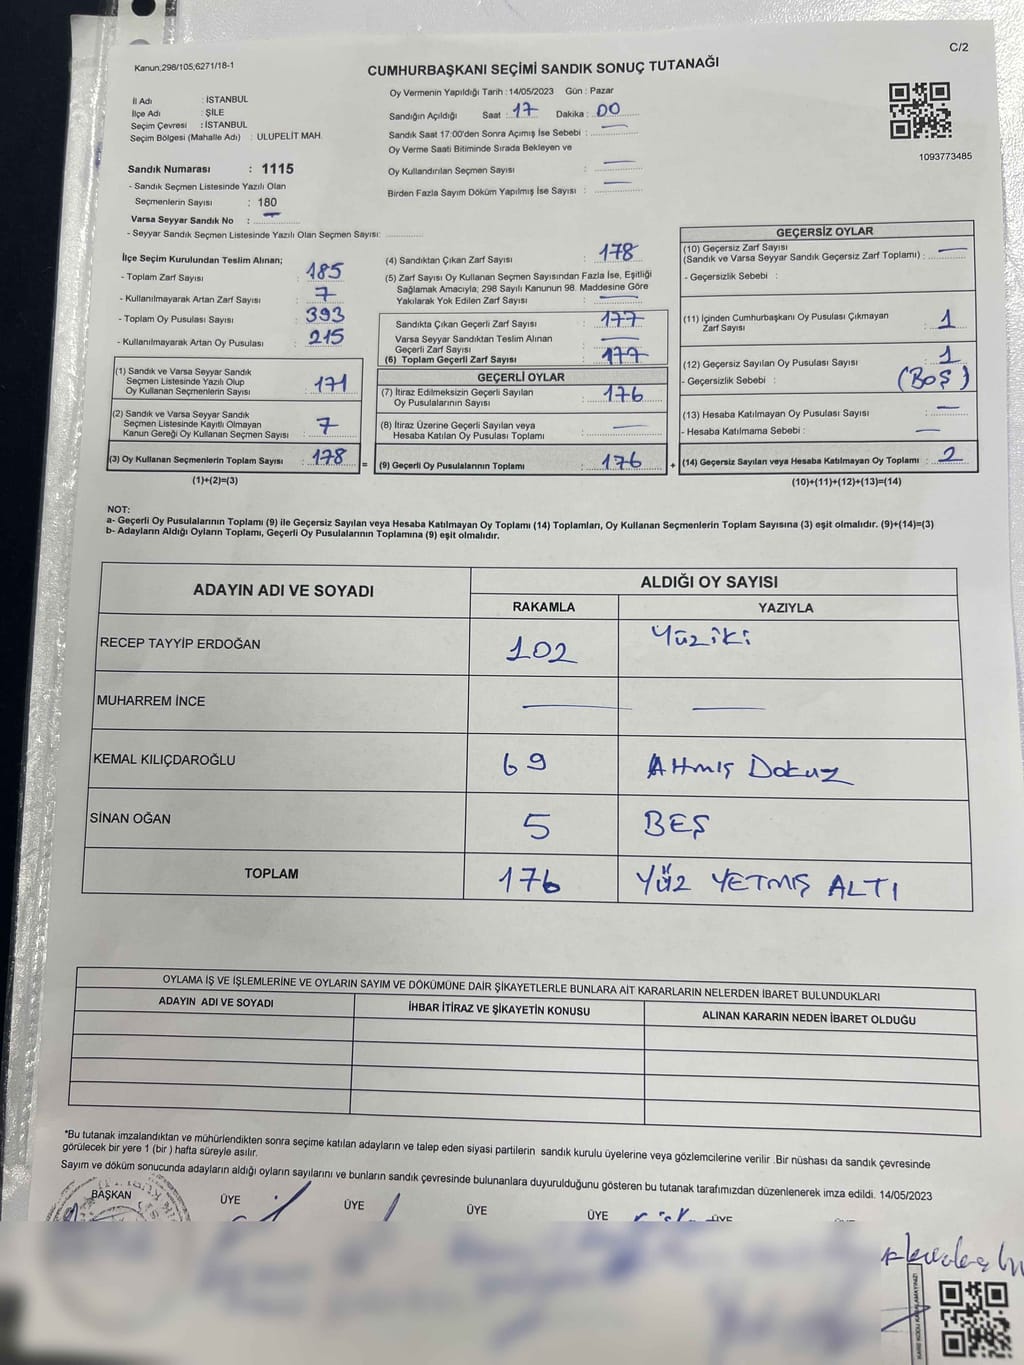 C/2
Kanun;298/105;6271/18-1
CUMHURBAŞKANI SEÇİMİ SANDIK SONUÇ TUTANAĞI
Oy Vermenin Yapıldığı Tarih : 14/05/2023 Gün : Pazar
İl Adı : İSTANBUL
İlçe Adı : ŞİLE
Seçim Çevresi : İSTANBUL
Seçim Bölgesi (Mahalle Adı) : ULUPELİT MAH.
Sandığın Açıldığı Saat : 17 Dakika : 00
Sandık Saat 17:00'den Sonra Açımış İse Sebebi :
Oy Verme Saati Bitiminde Sırada Bekleyen ve
Oy Kullandırılan Seçmen Sayısı : —
Birden Fazla Sayım Döküm Yapılmış İse Sayısı : —
1093773485
Sandık Numarası : 1115
- Sandık Seçmen Listesinde Yazılı Olan
Seçmenlerin Sayısı : 180
Varsa Seyyar Sandık No : —
- Seyyar Sandık Seçmen Listesinde Yazılı Olan Seçmen Sayısı:
İlçe Seçim Kurulundan Teslim Alınan;
- Toplam Zarf Sayısı : 185
- Kullanılmayarak Artan Zarf Sayısı : 7
- Toplam Oy Pusulası Sayısı : 393
- Kullanılmayarak Artan Oy Pusulası : 215
(1) Sandık ve Varsa Seyyar Sandık
Seçmen Listesinde Yazılı Olup
Oy Kullanan Seçmenlerin Sayısı : 171
(2) Sandık ve Varsa Seyyar Sandık
Seçmen Listesinde Kayıtlı Olmayan
Kanun Gereği Oy Kullanan Seçmen Sayısı : 7
(3) Oy Kullanan Seçmenlerin Toplam Sayısı : 178
(1)+(2)=(3)
(4) Sandıktan Çıkan Zarf Sayısı : 178
(5) Zarf Sayısı Oy Kullanan Seçmen Sayısından Fazla İse, Eşitliği
Sağlamak Amacıyla; 298 Sayılı Kanunun 98. Maddesine Göre
Yakılarak Yok Edilen Zarf Sayısı : —
Sandıkta Çıkan Geçerli Zarf Sayısı : 177
Varsa Seyyar Sandıktan Teslim Alınan
Geçerli Zarf Sayısı : —
(6) Toplam Geçerli Zarf Sayısı : 177
GEÇERLİ OYLAR
(7) İtiraz Edilmeksizin Geçerli Sayılan
Oy Pusulalarının Sayısı : 176
(8) İtiraz Üzerine Geçerli Sayılan veya
Hesaba Katılan Oy Pusulası Toplamı : —
= (9) Geçerli Oy Pusulalarının Toplamı : 176
GEÇERSİZ OYLAR
(10) Geçersiz Zarf Sayısı
(Sandık ve Varsa Seyyar Sandık Geçersiz Zarf Toplamı) : —
- Geçersizlik Sebebi :
(11) İçinden Cumhurbaşkanı Oy Pusulası Çıkmayan
Zarf Sayısı : 1
(12) Geçersiz Sayılan Oy Pusulası Sayısı : 1
- Geçersizlik Sebebi : (BOŞ)
(13) Hesaba Katılmayan Oy Pusulası Sayısı : —
- Hesaba Katılmama Sebebi : —
+ (14) Geçersiz Sayılan veya Hesaba Katılmayan Oy Toplamı : 2
(10)+(11)+(12)+(13)=(14)
NOT:
a- Geçerli Oy Pusulalarının Toplamı (9) ile Geçersiz Sayılan veya Hesaba Katılmayan Oy Toplamı (14) Toplamları, Oy Kullanan Seçmenlerin Toplam Sayısına (3) eşit olmalıdır. (9)+(14)=(3)
b- Adayların Aldığı Oyların Toplamı, Geçerli Oy Pusulalarının Toplamına (9) eşit olmalıdır.
ADAYIN ADI VE SOYADI
ALDIĞI OY SAYISI
RAKAMLA YAZIYLA
RECEP TAYYİP ERDOĞAN 102 Yüziki
MUHARREM İNCE — —
KEMAL KILIÇDAROĞLU 69 Altmış Dokuz
SİNAN OĞAN 5 BEŞ
TOPLAM 176 YÜZ YETMİŞ ALTI
OYLAMA İŞ VE İŞLEMLERİNE VE OYLARIN SAYIM VE DÖKÜMÜNE DAİR ŞİKAYETLERLE BUNLARA AİT KARARLARIN NELERDEN İBARET BULUNDUKLARI
ADAYIN ADI VE SOYADI İHBAR İTİRAZ VE ŞİKAYETİN KONUSU ALINAN KARARIN NEDEN İBARET OLDUĞU
*Bu tutanak imzalandıktan ve mühürlendikten sonra seçime katılan adayların ve talep eden siyasi partilerin sandık kurulu üyelerine veya gözlemcilerine verilir .Bir nüshası da sandık çevresinde
görülecek bir yere 1 (bir ) hafta süreyle asılır.
Sayım ve döküm sonucunda adayların aldığı oyların sayılarını ve bunların sandık çevresinde bulunanlara duyurulduğunu gösteren bu tutanak tarafımızdan düzenlenerek imza edildi. 14/05/2023
BAŞKAN ÜYE ÜYE ÜYE ÜYE ÜYE